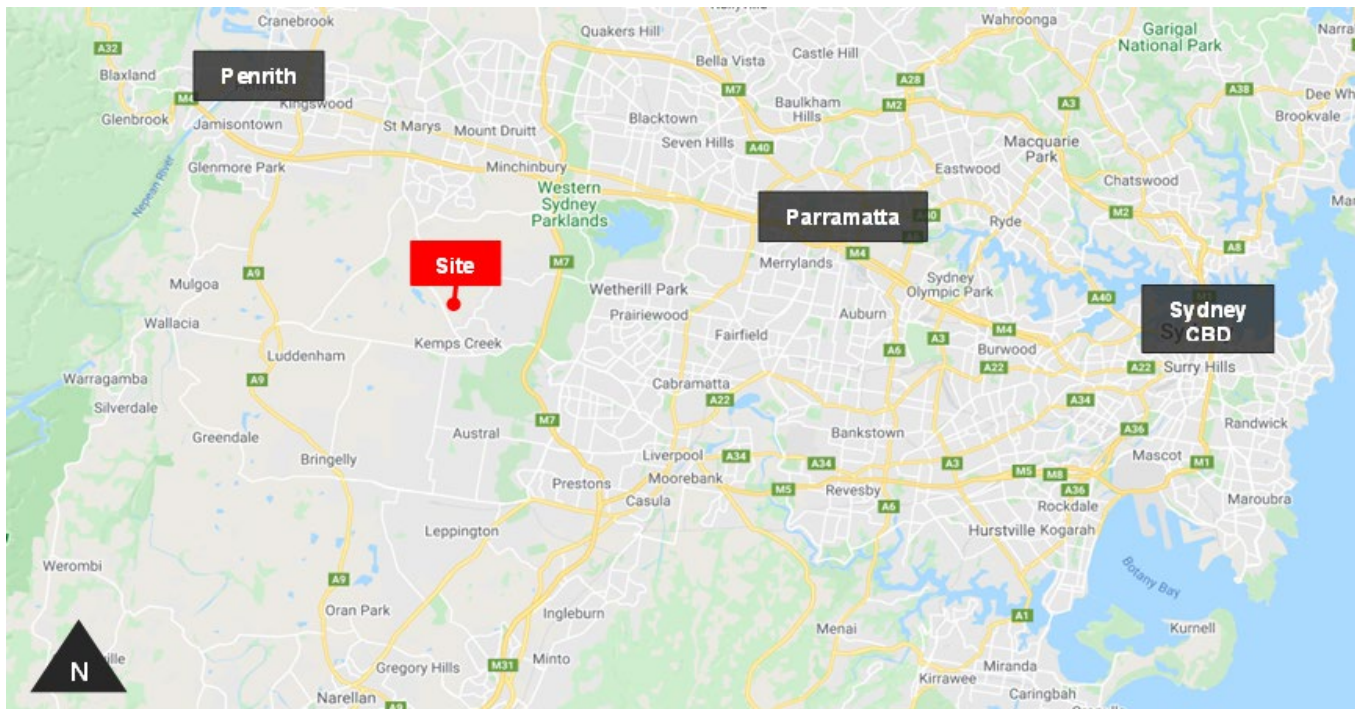 Cranebrook
Quakers Hill
Wahroonga
Garigal
National Park
A32
Penrith
Castle Hill
Bella Vista
A28
Blaxland
M7
A38
M4
Kingswood
Baulkham
Hills
M2
A3
Dee Wh
Glenbrook
Jamisontown
St Marys
Mount Druitt
Blacktown
Brookvale
Seven Hills
A40
Macquarie
Park
Nepean River
Glenmore Park
Minchinbury
Eastwood
Chatswood
Western
Sydney
Parklands
Parramatta
Ryde
M2
A8
Site
Merrylands
M4
A9
M7
Mulgoa
Wetherill Park
Sydney
Olympic Park
A40
Sydney
CBD
Wallacia
Prairiewood
Auburn
Kemps Creek
Fairfield
A3
M4
Luddenham
A6
Burwood
A22
A22
Surry Hills
Warragamba
A9
Cabramatta
A22
Silverdale
A34
Randwick
Greendale
Austral
M7
Bankstown
A36
Bringelly
Liverpool
A34
A34
A3
M5
M8
Mascot
M1
Moorebank
Prestons
M5
Revesby
A36
Casula
A6
Rockdale
Maroubra
Leppington
Hurstville
Kogarah
Werombi
A9
Botany Bay
Oran Park
Ingleburn
A1
Menai
Kurnell
N
Gregory Hills
M31
Minto
Miranda
Kirrawee
Narellan
A9
Caringbah